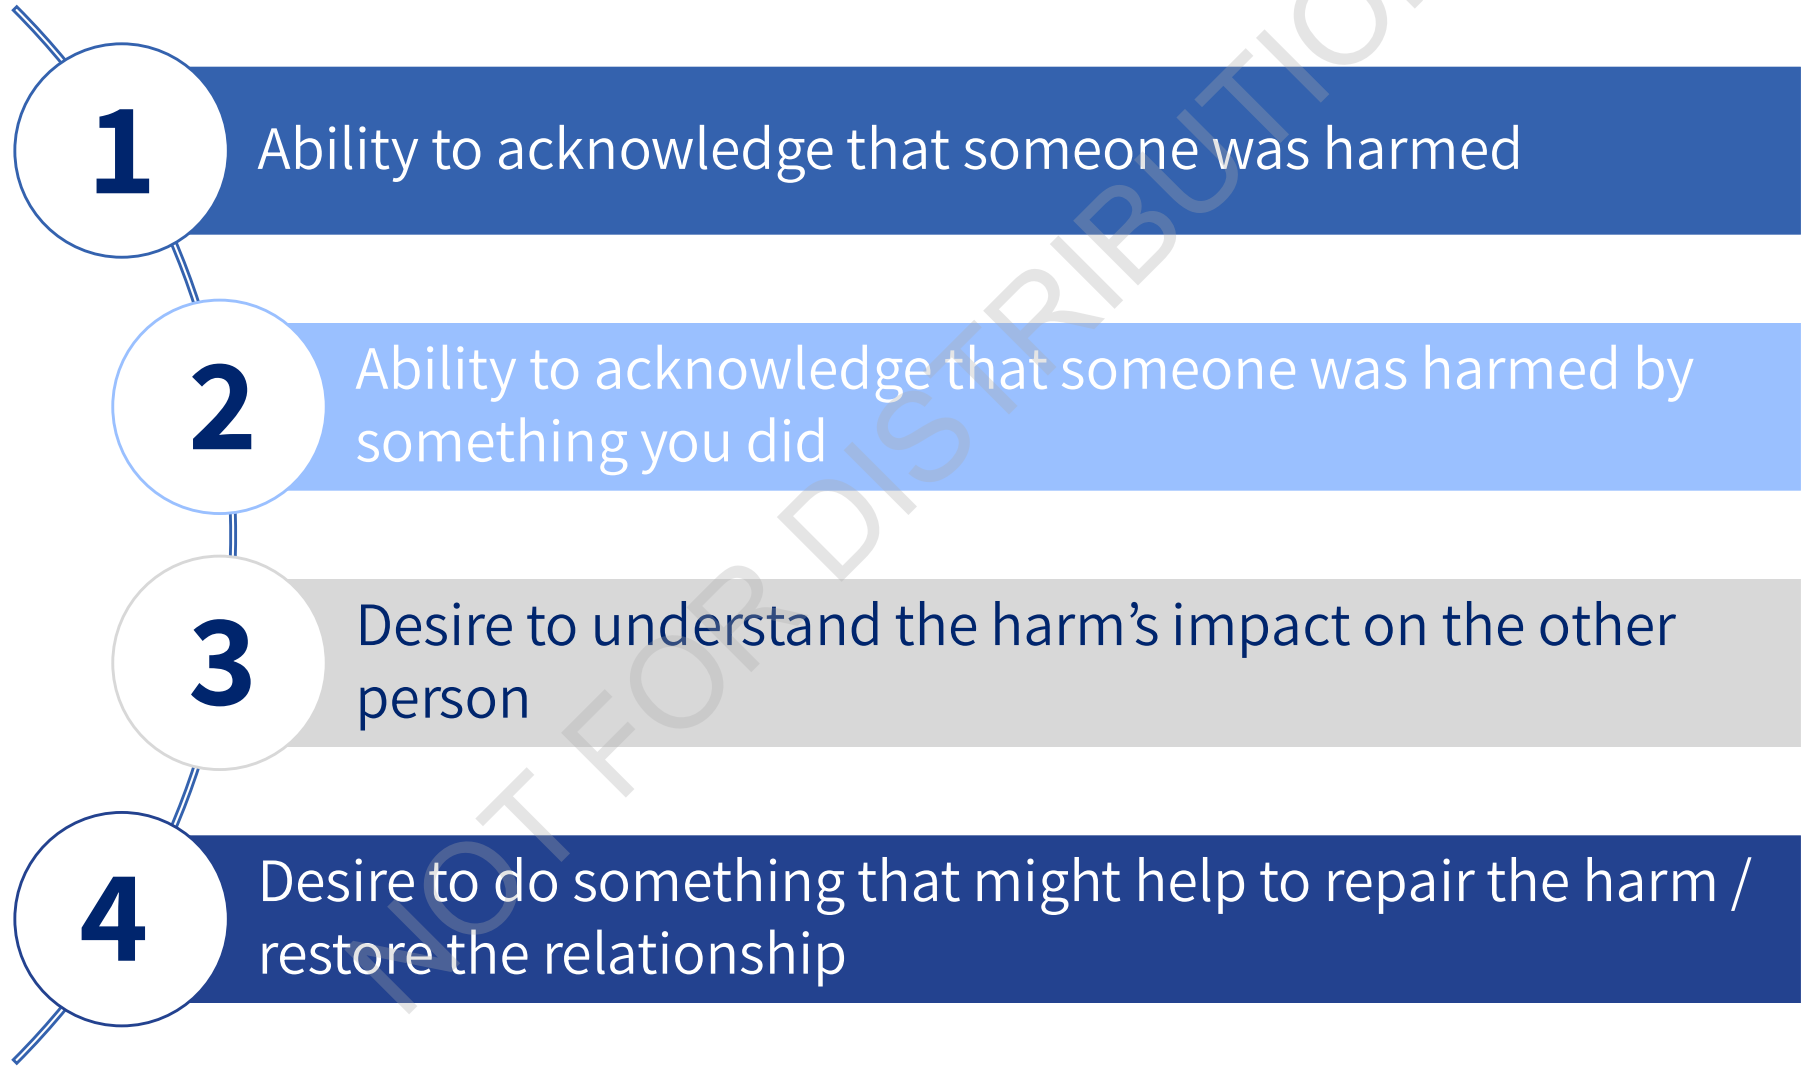 1
Ability to acknowledge that someone was harmed
2
Ability to acknowledge that someone was harmed by
something you did
3
Desire to understand the harm’s impact on the other
person
4
Desire to do something that might help to repair the harm /
restore the relationship
NOT FOR DISTRIBUTIO